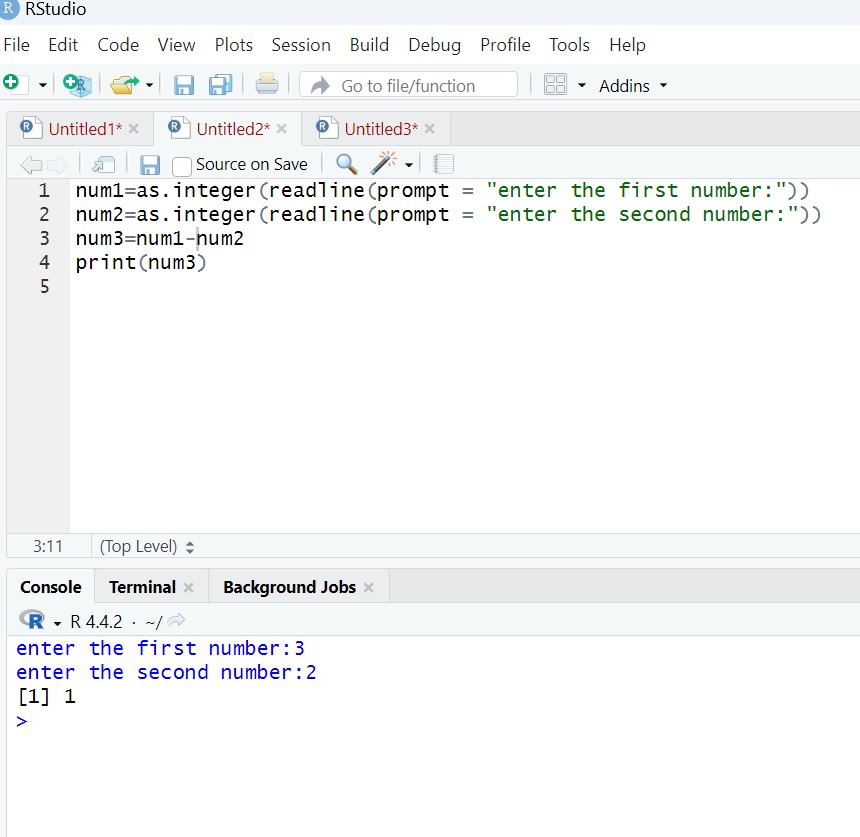 RStudio
File Edit Code View Plots Session Build Debug Profile Tools Help
Go to file/function Addins
Untitled1* Untitled2* Untitled3*
Source on Save
1 num1=as.integer(readline(prompt = "enter the first number:"))
2 num2=as.integer(readline(prompt = "enter the second number:"))
3 num3=num1-num2
4 print(num3)
5
3:11 (Top Level)
Console Terminal Background Jobs
R 4.4.2 · ~/
enter the first number:3
enter the second number:2
[1] 1
>